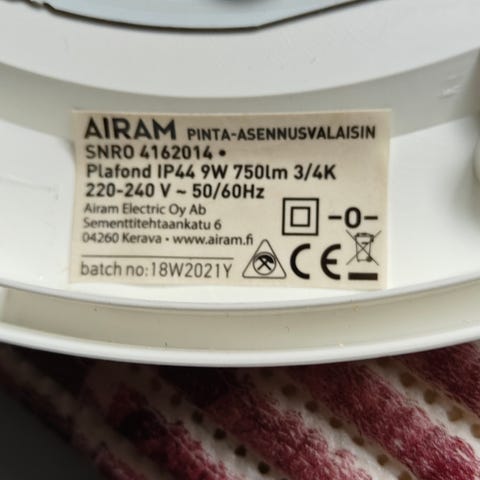 AIRAM PINTA-ASENNUSVALAISIN
SNRO 4162014 •
Plafond IP44 9W 750lm 3/4K
220-240 V ~ 50/60Hz
Airam Electric Oy Ab
Sementtitehtaankatu 6
04260 Kerava • www.airam.fi
-0-
CE
batch no: 18W2021Y